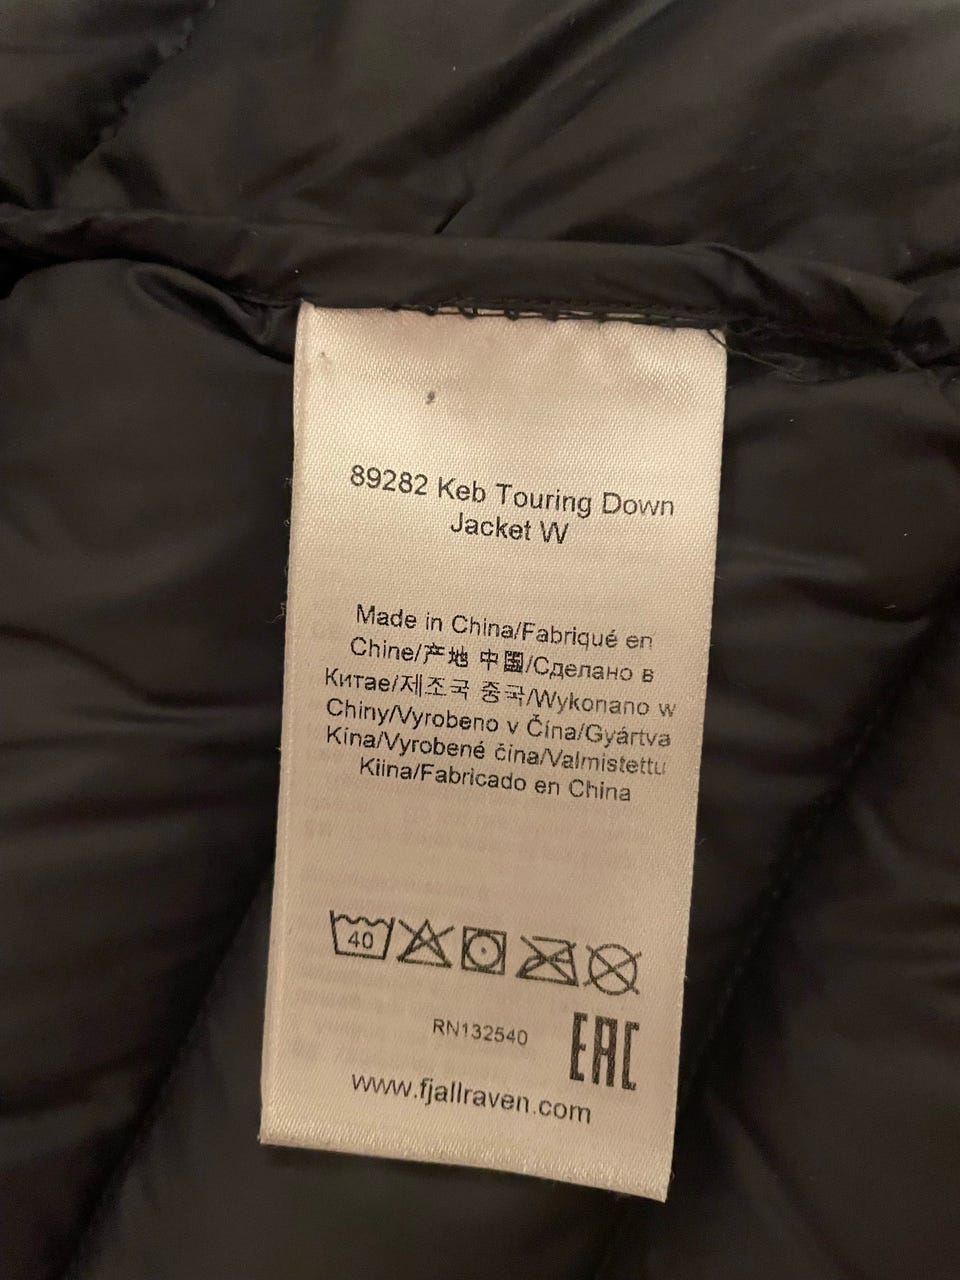 89282 Keb Touring Down
Jacket W
Made in China/Fabriqué en
Chine/产地 中国/Сделано в
Китае/제조국 중국/Wykonano w
Chiny/Vyrobeno v Čína/Gyártva
Kína/Vyrobené čína/Valmistettu
Kiina/Fabricado en China
40
RN132540
EAC
www.fjallraven.com